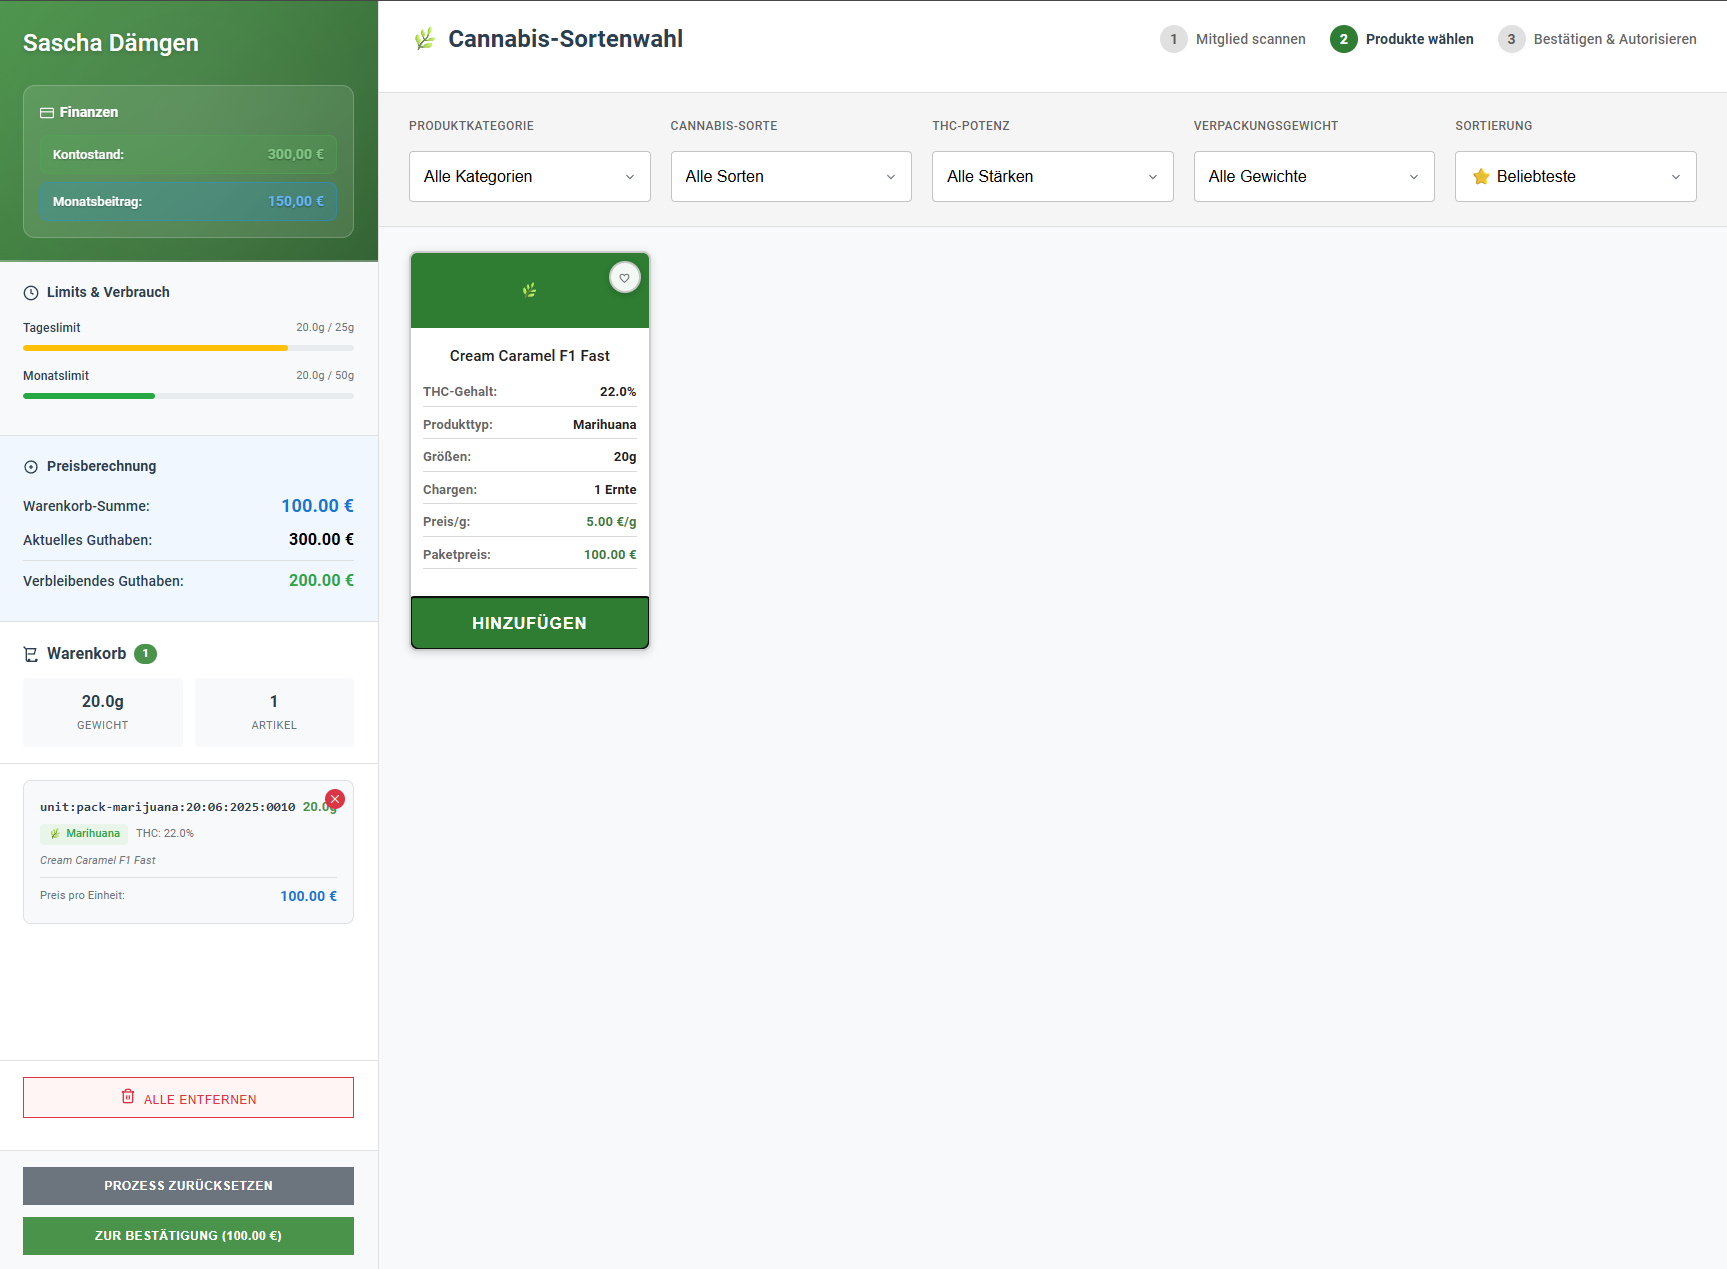 Sascha Dämgen
Finanzen
Kontostand: 300,00 €
Monatsbeitrag: 150,00 €
Limits & Verbrauch
Tageslimit 20.0g / 25g
Monatslimit 20.0g / 50g
Preisberechnung
Warenkorb-Summe: 100.00 €
Aktuelles Guthaben: 300.00 €
Verbleibendes Guthaben: 200.00 €
Warenkorb 1
20.0g
GEWICHT
1
ARTIKEL
unit:pack-marijuana:20:06:2025:0010 20.0g
Marihuana THC: 22.0%
Cream Caramel F1 Fast
Preis pro Einheit: 100.00 €
ALLE ENTFERNEN
PROZESS ZURÜCKSETZEN
ZUR BESTÄTIGUNG (100.00 €)
Cannabis-Sortenwahl
1 Mitglied scannen
2 Produkte wählen
3 Bestätigen & Autorisieren
PRODUKTKATEGORIE
Alle Kategorien
CANNABIS-SORTE
Alle Sorten
THC-POTENZ
Alle Stärken
VERPACKUNGSGEWICHT
Alle Gewichte
SORTIERUNG
Beliebteste
Cream Caramel F1 Fast
THC-Gehalt: 22.0%
Produkttyp: Marihuana
Größen: 20g
Chargen: 1 Ernte
Preis/g: 5.00 €/g
Paketpreis: 100.00 €
HINZUFÜGEN